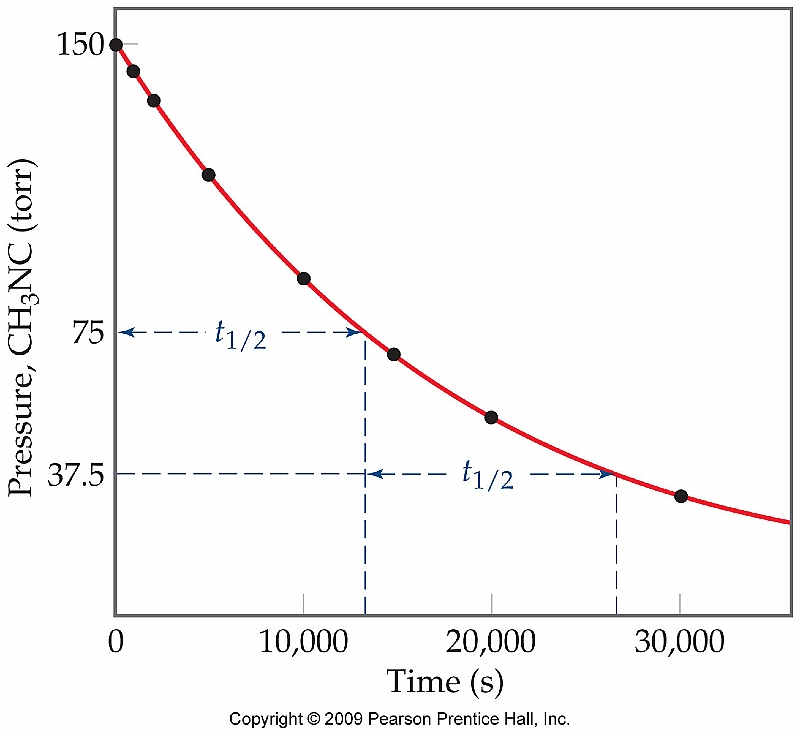 150
75
37.5
Pressure, CH₃NC (torr)
t₁/₂
t₁/₂
0 10,000 20,000 30,000
Time (s)
Copyright © 2009 Pearson Prentice Hall, Inc.